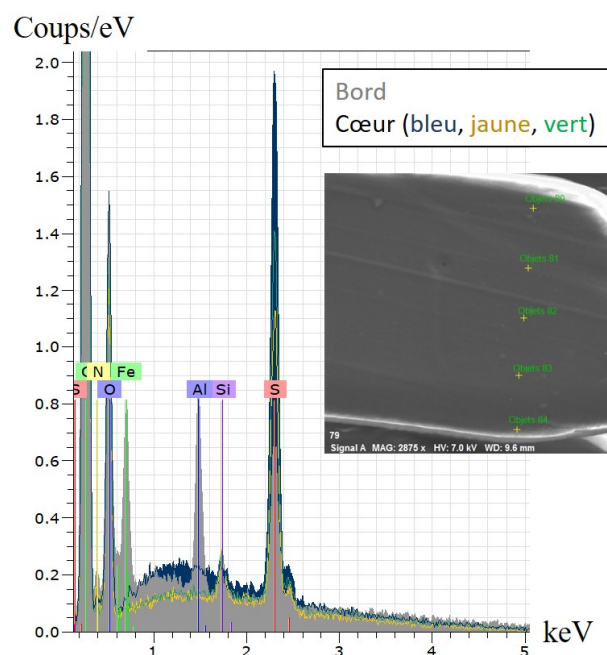 Coups/eV
2.0
1.8
1.6
1.4
1.2
1.0
0.8
0.6
0.4
0.2
0.0
Bord
Cœur (bleu, jaune, vert)
S C N Fe
O Al Si S
Objets 80
Objets 81
Objets 82
Objets 83
Objets 84
79
Signal A MAG: 2875 x HV: 7.0 kV WD: 9.6 mm
1 2 3 4 5
keV